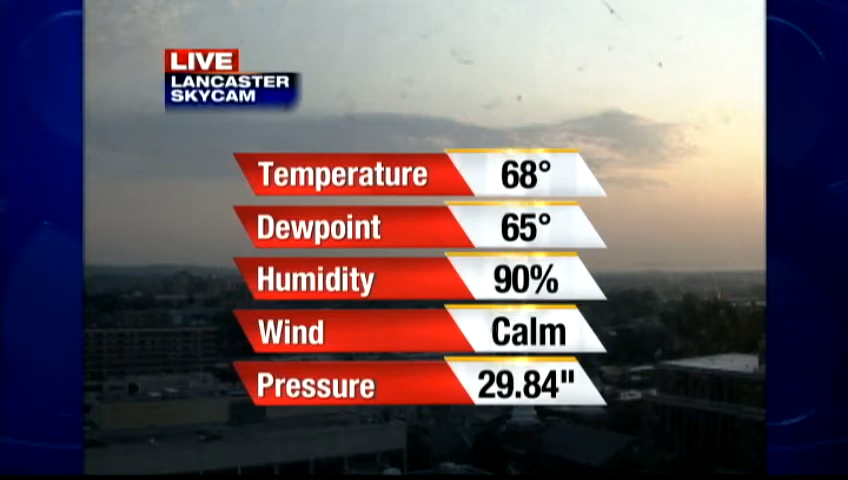 LIVE
LANCASTER
SKYCAM
Temperature 68°
Dewpoint 65°
Humidity 90%
Wind Calm
Pressure 29.84"